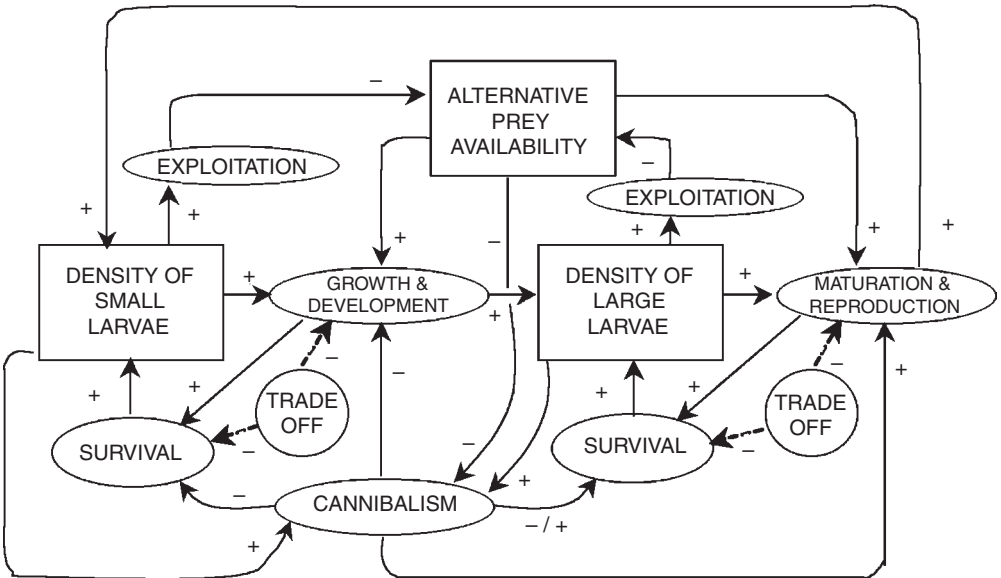 −
ALTERNATIVE
PREY
AVAILABILITY
EXPLOITATION
−
EXPLOITATION
+
+
+
−
+
+
+
DENSITY OF
SMALL
LARVAE
+
GROWTH &
DEVELOPMENT
+
DENSITY OF
LARGE
LARVAE
+
MATURATION &
REPRODUCTION
−
−
+
−
+
+
TRADE
OFF
+
+
TRADE
OFF
+
SURVIVAL
−
−
SURVIVAL
−
−
+
CANNIBALISM
− / +
+